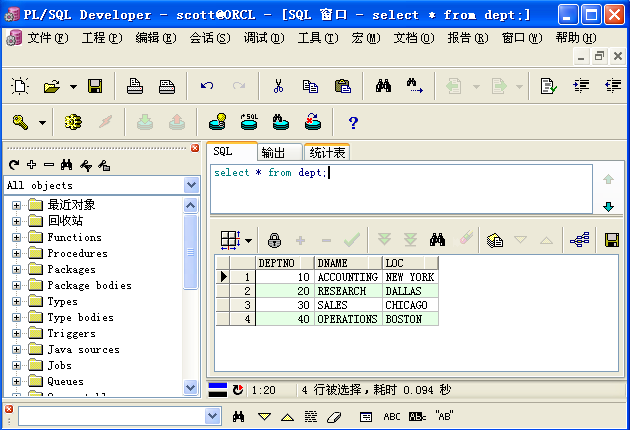 PL/SQL Developer - scott@ORCL - [SQL 窗口 - select * from dept;]
文件(F) 工程(P) 编辑(E) 会话(S) 调试(D) 工具(T) 宏(M) 文档(O) 报告(R) 窗口(W) 帮助(H)
SQL
SQL 输出 统计表
select * from dept;
All objects
最近对象
回收站
Functions
Procedures
Packages
Package bodies
Types
Type bodies
Triggers
Java sources
Jobs
Queues
DEPTNO DNAME LOC
1 10 ACCOUNTING NEW YORK
2 20 RESEARCH DALLAS
3 30 SALES CHICAGO
4 40 OPERATIONS BOSTON
1:20 4 行被选择，耗时 0.094 秒
ABC ABc "AB"